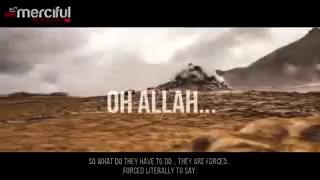 merciful
OH ALLAH...
SO WHAT DO THEY HAVE TO DO... THEY ARE FORCED...
FORCED LITERALLY TO SAY: